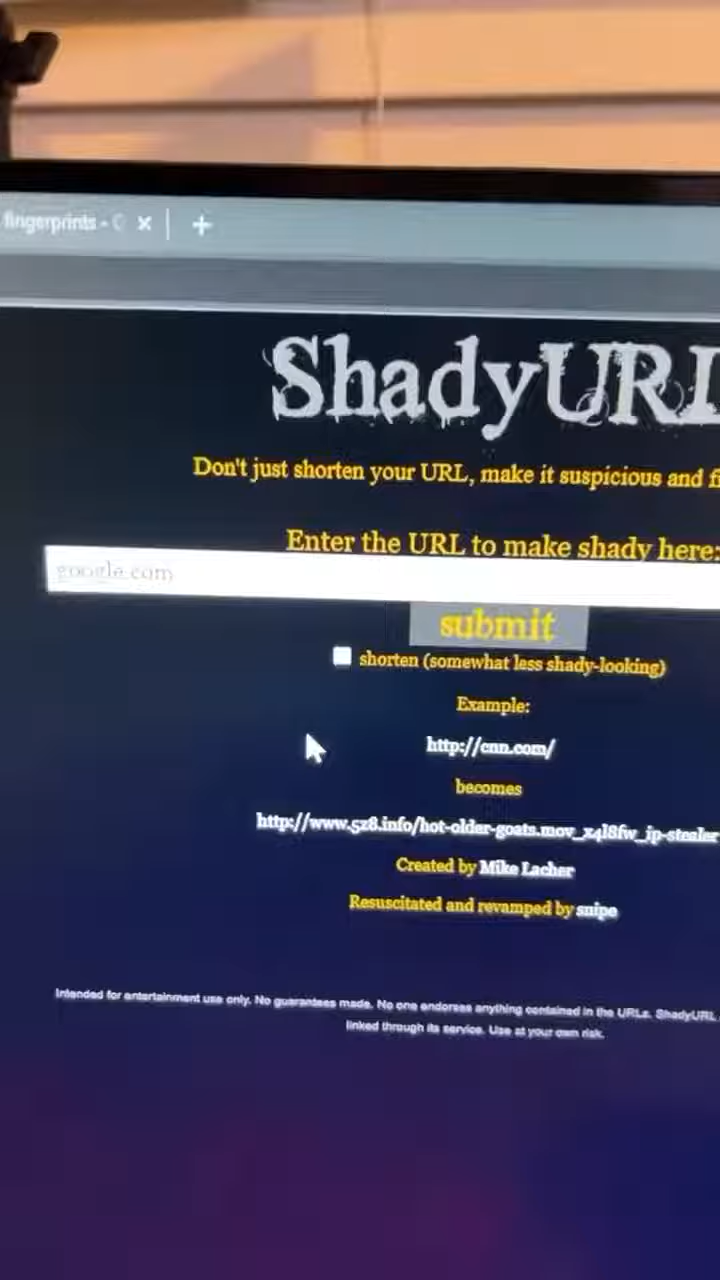 fingerprints - G
ShadyURL
Don't just shorten your URL, make it suspicious and
Enter the URL to make shady here:
google.com
submit
shorten (somewhat less shady-looking)
Example:
http://cnn.com/
becomes
http://www.5z8.info/hot-older-goats.mov_x4l8fw_ip-stealer
Created by Mike Lacher
Resuscitated and revamped by snipe
Intended for entertainment use only. No guarantees made. No one endorses anything contained in the URLs. ShadyURL
linked through its service. Use at your own risk.